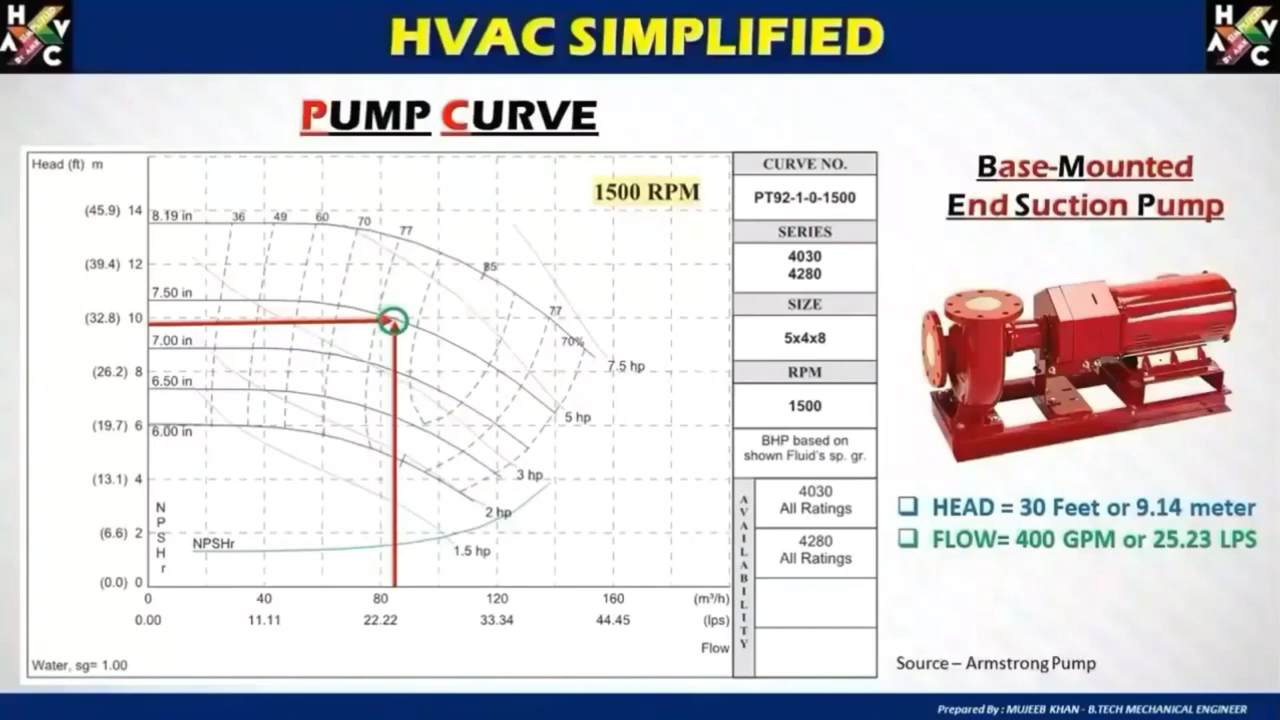 HVAC SIMPLIFIED
PUMP CURVE
Head (ft) m
1500 RPM
(45.9) 14
(39.4) 12
(32.8) 10
(26.2) 8
(19.7) 6
(13.1) 4
(6.6) 2
(0.0) 0
8.19 in
7.50 in
7.00 in
6.50 in
6.00 in
36 49 60 70 77
85
77
70%
7.5 hp
5 hp
3 hp
2 hp
1.5 hp
NPSHr
NPSHr
0 40 80 120 160 (m³/h)
0.00 11.11 22.22 33.34 44.45 (lps)
Flow
Water, sg= 1.00
CURVE NO.
PT92-1-0-1500
SERIES
4030
4280
SIZE
5x4x8
RPM
1500
BHP based on
shown Fluid's sp. gr.
AVAILABILITY
4030
All Ratings
4280
All Ratings
Base-Mounted
End Suction Pump
HEAD = 30 Feet or 9.14 meter
FLOW= 400 GPM or 25.23 LPS
Source – Armstrong Pump
Prepared By : MUJEEB KHAN - B.TECH MECHANICAL ENGINEER
H
V
A
C
H
V
A
C